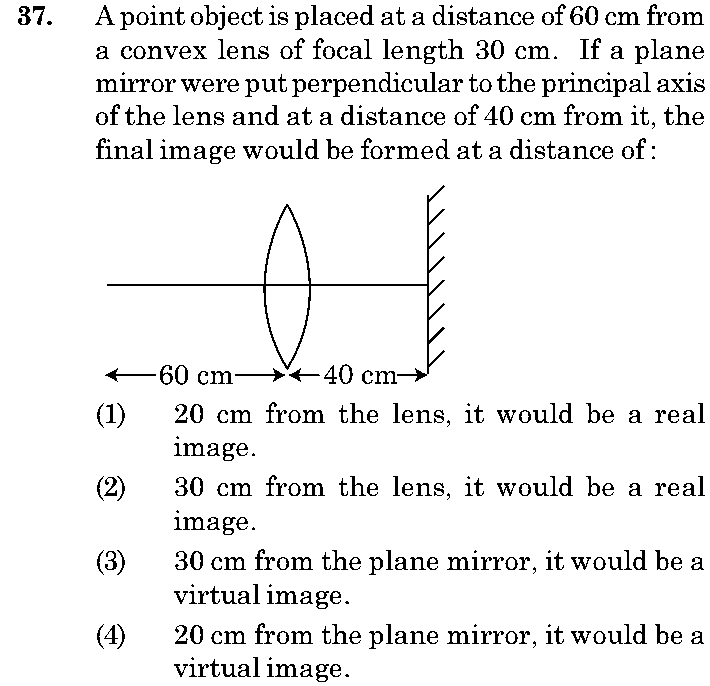 37. A point object is placed at a distance of 60 cm from
a convex lens of focal length 30 cm. If a plane
mirror were put perpendicular to the principal axis
of the lens and at a distance of 40 cm from it, the
final image would be formed at a distance of :
60 cm 40 cm
(1) 20 cm from the lens, it would be a real
image.
(2) 30 cm from the lens, it would be a real
image.
(3) 30 cm from the plane mirror, it would be a
virtual image.
(4) 20 cm from the plane mirror, it would be a
virtual image.